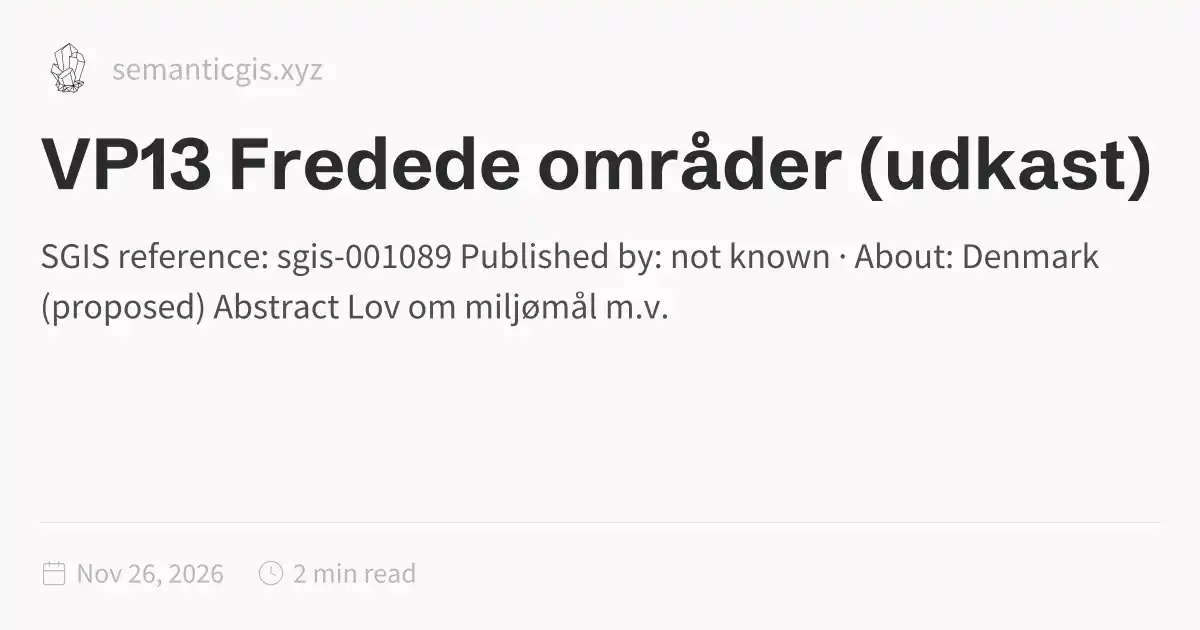 semanticgis.xyz
VP13 Fredede områder (udkast)
SGIS reference: sgis-001089 Published by: not known · About: Denmark
(proposed) Abstract Lov om miljømål m.v.
Nov 26, 2026 2 min read